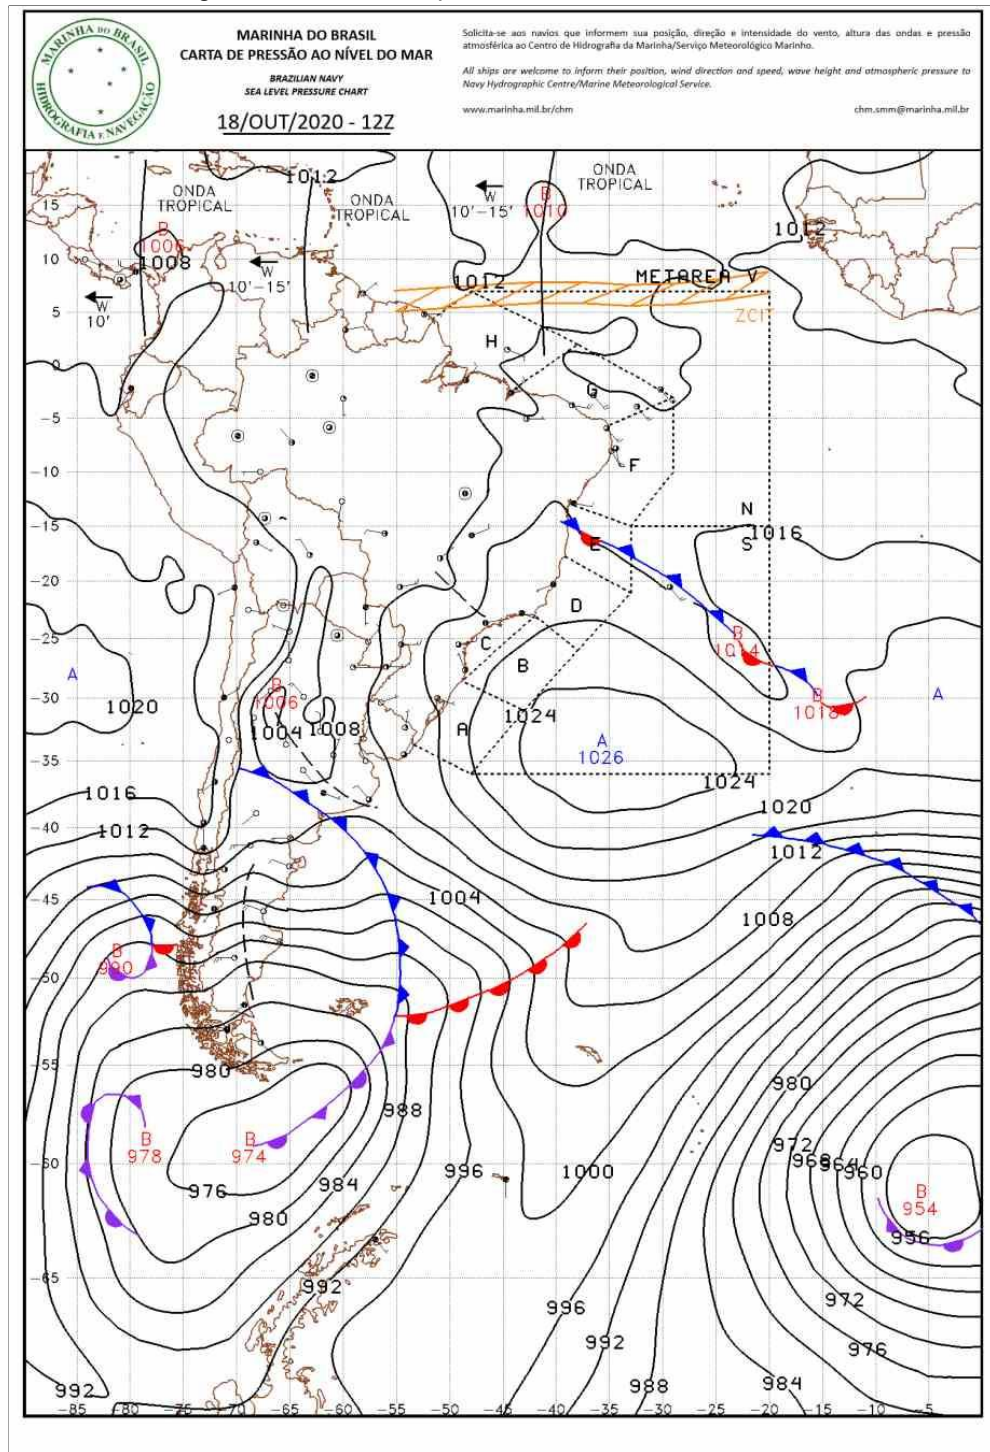 MARINHA DO BRASIL
HIDROGRAFIA E NAVEGAÇÃO
MARINHA DO BRASIL
CARTA DE PRESSÃO AO NÍVEL DO MAR
BRAZILIAN NAVY
SEA LEVEL PRESSURE CHART
18/OUT/2020 - 12Z
Solicita-se aos navios que informem sua posição, direção e intensidade do vento, altura das ondas e pressão
atmosférica ao Centro de Hidrografia da Marinha/Serviço Meteorológico Marinho.
All ships are welcome to inform their position, wind direction and speed, wave height and atmospheric pressure to
Navy Hydrographic Centre/Marine Meteorological Service.
www.marinha.mil.br/chm
chm.smm@marinha.mil.br
1012
ONDA
TROPICAL
ONDA
TROPICAL
ONDA
TROPICAL
W
10'-15'
B
1010
15
B
1006
1012
10
1008
W
10'-15'
1012
METAREA V
W
10'
5
ZCIT
H
0
G
-5
F
-10
N
-15
1016
E
S
-20
D
-25
C
B
1014
A
B
B
1006
-30
1020
B
1018
A
1024
1004
1008
A
A
1026
-35
1024
1016
1020
-40
1012
1012
-45
1004
1008
B
990
-50
-55
980
980
988
B
978
B
974
972
968
964
960
-60
976
984
996
1000
B
954
980
956
-65
992
996
972
992
976
992
988
984
-85
-80
-75
-70
-65
-60
-55
-50
-45
-40
-35
-30
-25
-20
-15
-10
-5